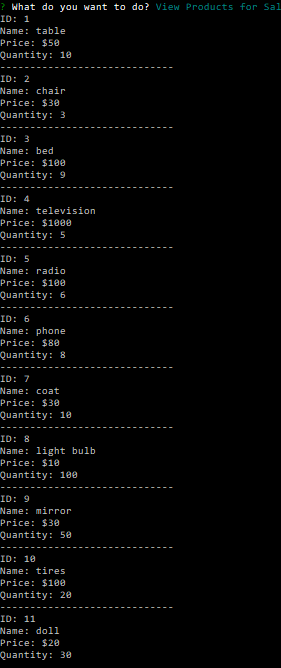 ? What do you want to do? View Products for Sal
ID: 1
Name: table
Price: $50
Quantity: 10
-----------------------------
ID: 2
Name: chair
Price: $30
Quantity: 3
-----------------------------
ID: 3
Name: bed
Price: $100
Quantity: 9
-----------------------------
ID: 4
Name: television
Price: $1000
Quantity: 5
-----------------------------
ID: 5
Name: radio
Price: $100
Quantity: 6
-----------------------------
ID: 6
Name: phone
Price: $80
Quantity: 8
-----------------------------
ID: 7
Name: coat
Price: $30
Quantity: 10
-----------------------------
ID: 8
Name: light bulb
Price: $10
Quantity: 100
-----------------------------
ID: 9
Name: mirror
Price: $30
Quantity: 50
-----------------------------
ID: 10
Name: tires
Price: $100
Quantity: 20
-----------------------------
ID: 11
Name: doll
Price: $20
Quantity: 30